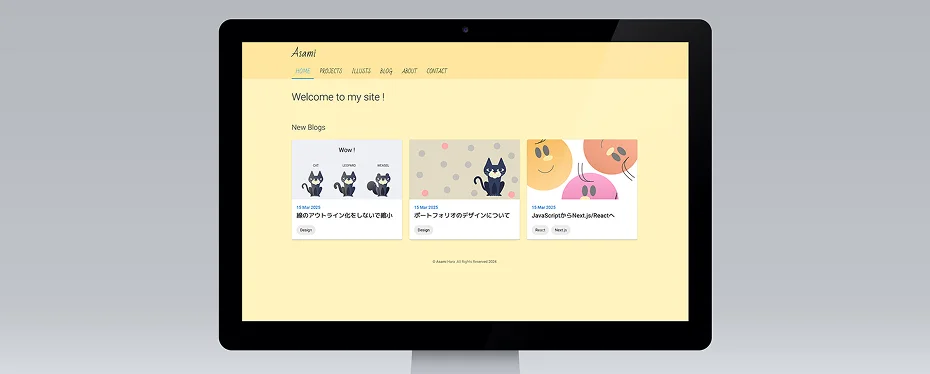 Asami
HOME PROJECTS ILLUSTS BLOG ABOUT CONTACT
Welcome to my site !
New Blogs
Wow !
CAT LEOPARD WEASEL
15 Mar 2025
線のアウトライン化をしないで縮小
Design
15 Mar 2025
ポートフォリオのデザインについて
Design
15 Mar 2025
JavaScriptからNext.js/Reactへ
React Next.js
© Asami Hara. All Rights Reserved 2024